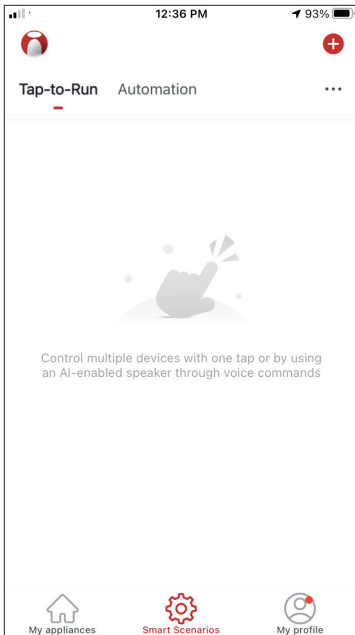 12:36 PM
93%
Tap-to-Run
Automation
Control multiple devices with one tap or by using
an AI-enabled speaker through voice commands
My appliances
Smart Scenarios
My profile